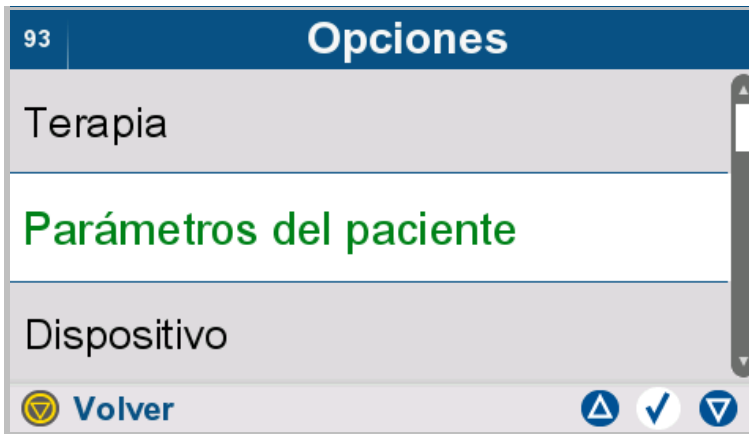 93
Opciones
Terapia
Parámetros del paciente
Dispositivo
Volver